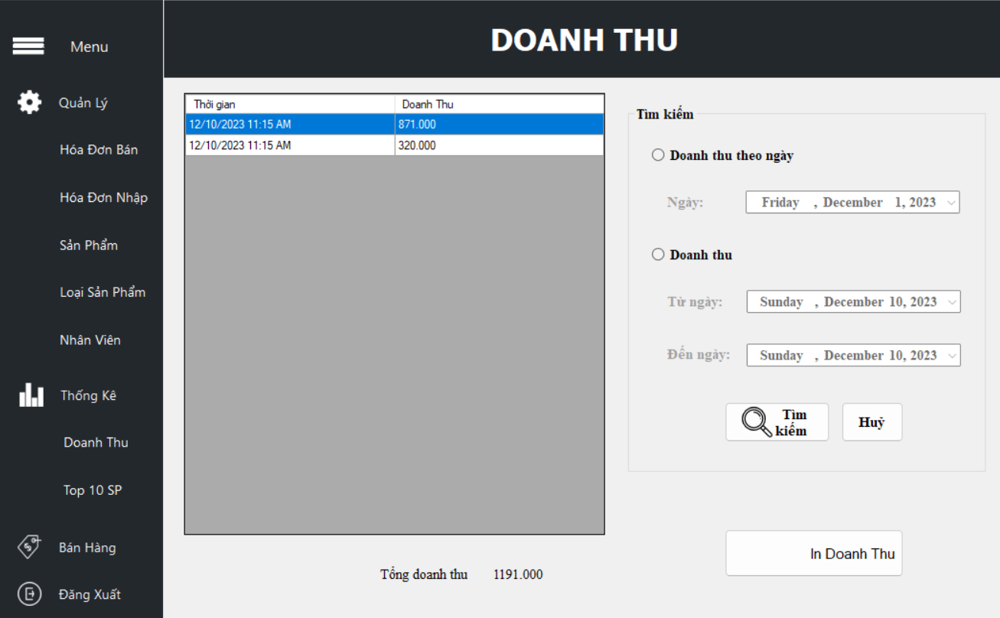 Menu
Quản Lý
Hóa Đơn Bán
Hóa Đơn Nhập
Sản Phẩm
Loại Sản Phẩm
Nhân Viên
Thống Kê
Doanh Thu
Top 10 SP
Bán Hàng
Đăng Xuất
DOANH THU
Thời gian Doanh Thu
12/10/2023 11:15 AM 871.000
12/10/2023 11:15 AM 320.000
Tổng doanh thu 1191.000
Tìm kiếm
Doanh thu theo ngày
Ngày: Friday , December 1, 2023
Doanh thu
Từ ngày: Sunday , December 10, 2023
Đến ngày: Sunday , December 10, 2023
Tìm
kiếm
Huỷ
In Doanh Thu